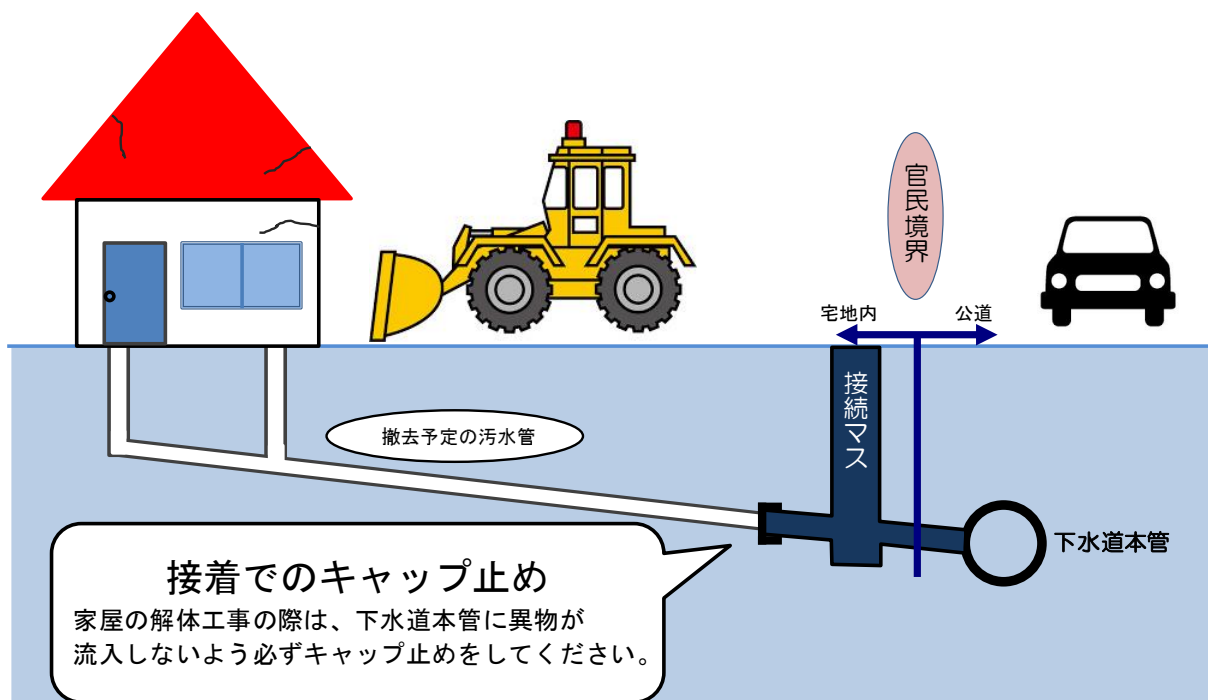 官民境界
宅地内
公道
接続マス
撤去予定の汚水管
下水道本管
接着でのキャップ止め
家屋の解体工事の際は、下水道本管に異物が
流入しないよう必ずキャップ止めをしてください。